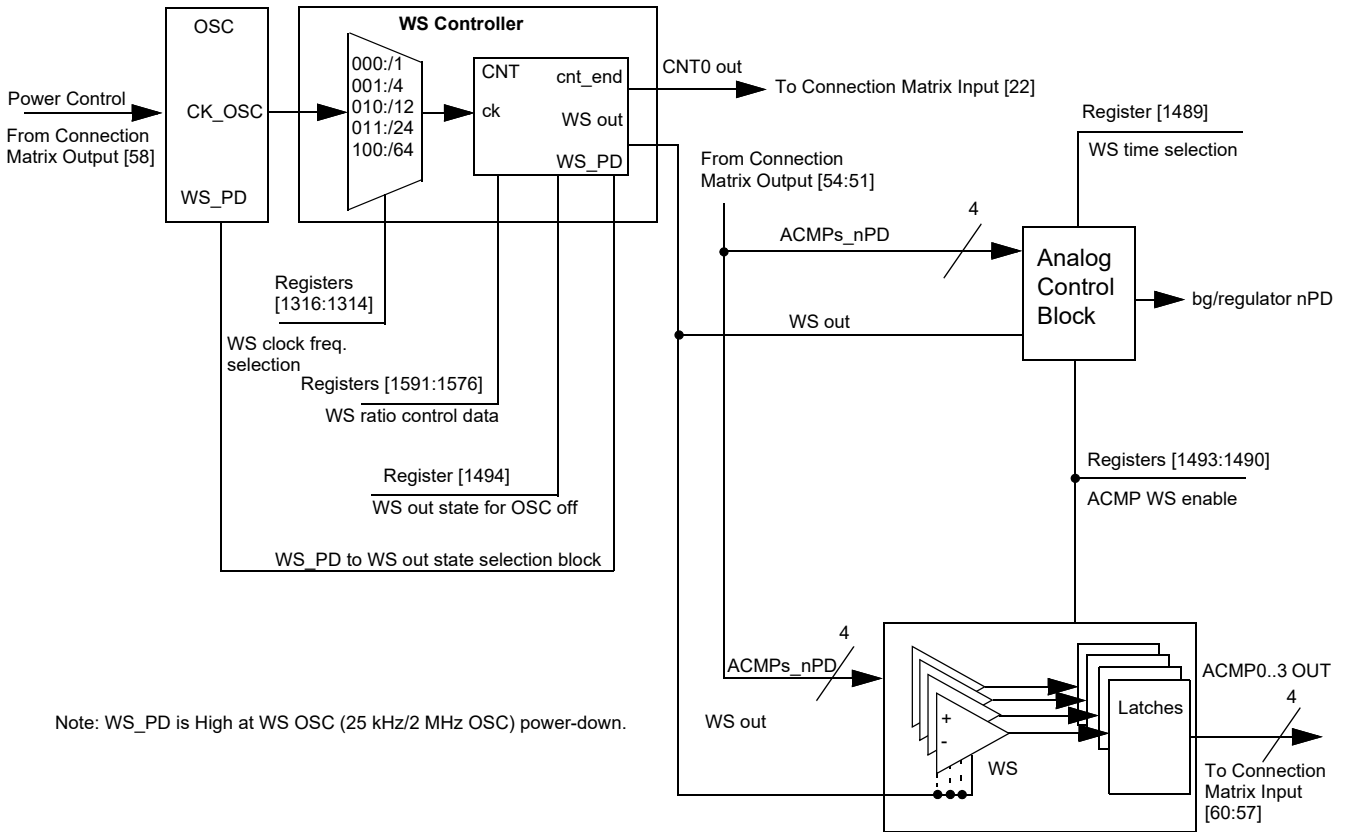 OSC
WS Controller
000:/1
001:/4
010:/12
011:/24
100:/64
CNT
cnt_end
ck
WS out
WS_PD
CNT0 out
To Connection Matrix Input [22]
Power Control
From Connection
Matrix Output [58]
CK_OSC
WS_PD
Register [1489]
WS time selection
From Connection
Matrix Output [54:51]
ACMPs_nPD
4
Analog
Control
Block
bg/regulator nPD
WS out
Registers
[1316:1314]
WS clock freq.
selection
Registers [1591:1576]
WS ratio control data
Register [1494]
WS out state for OSC off
WS_PD to WS out state selection block
Registers [1493:1490]
ACMP WS enable
4
ACMPs_nPD
WS out
+
-
WS
Latches
ACMP0..3 OUT
4
To Connection
Matrix Input
[60:57]
Note: WS_PD is High at WS OSC (25 kHz/2 MHz OSC) power-down.